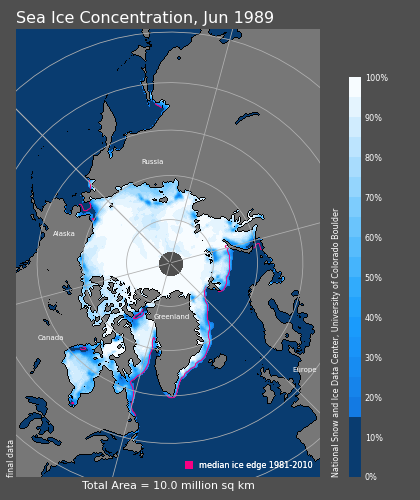 Sea Ice Concentration, Jun 1989
Russia
Alaska
Greenland
Canada
Europe
median ice edge 1981-2010
final data
Total Area = 10.0 million sq km
100%
90%
80%
70%
60%
50%
40%
30%
20%
10%
0%
National Snow and Ice Data Center, University of Colorado Boulder